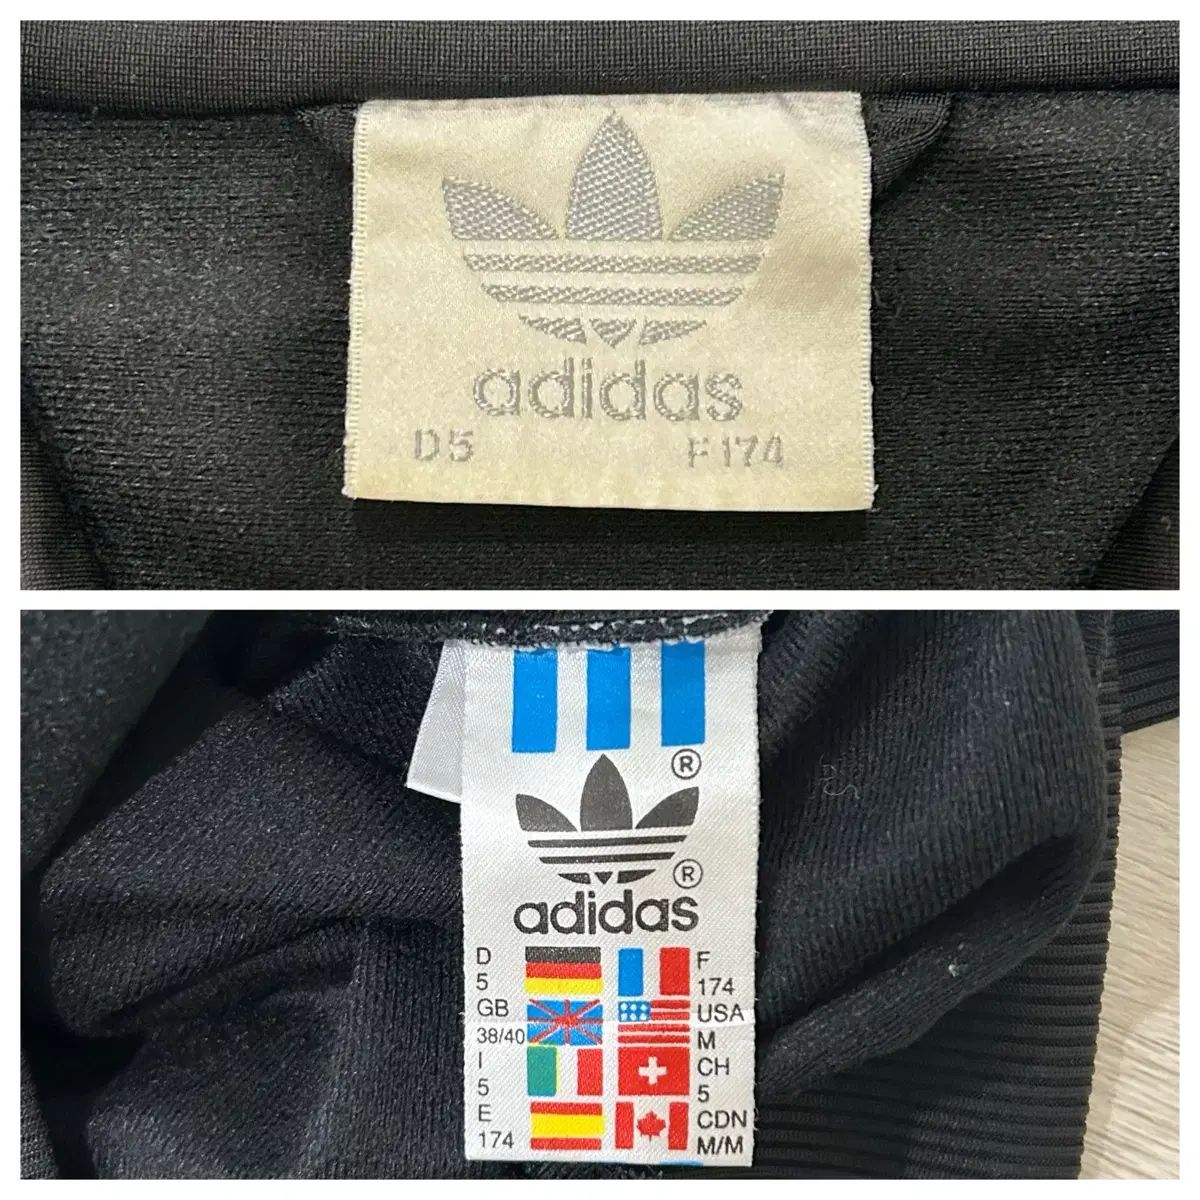 adidas
D5 F174
®
®
adidas
D F
5 174
GB USA
38/40 M
I CH
5 5
E CDN
174 M/M